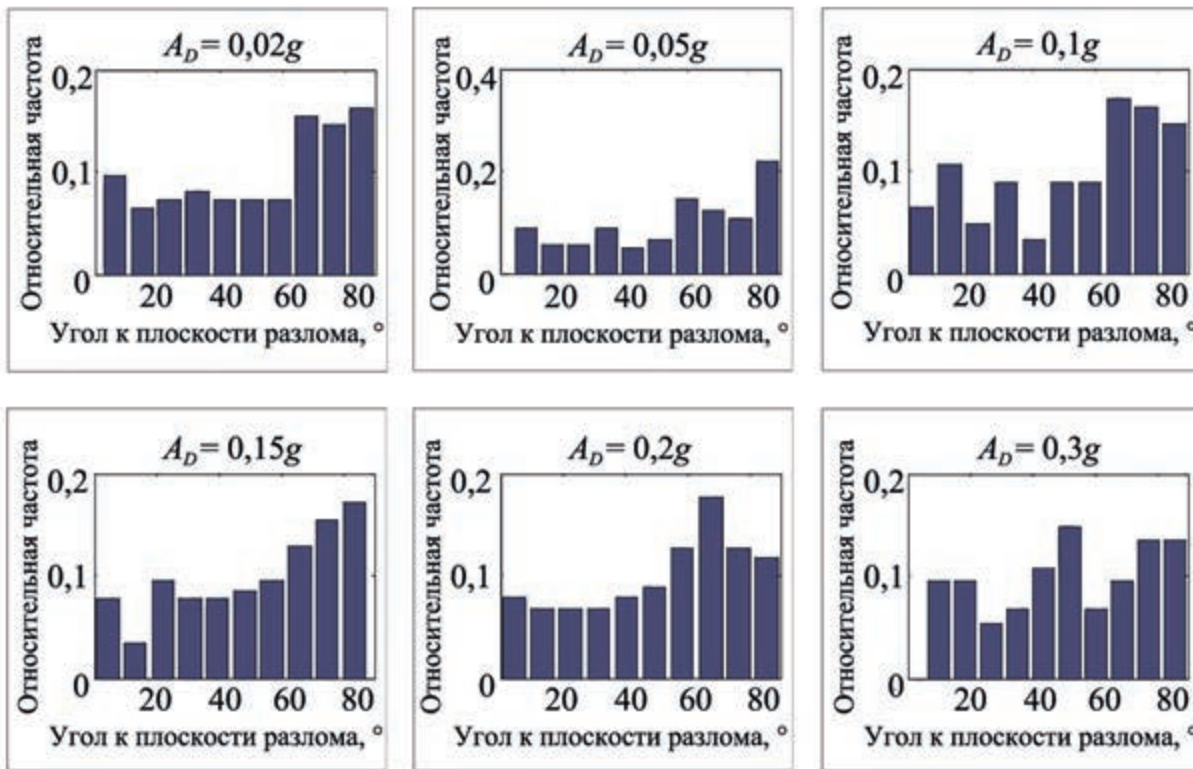 A_D = 0,02g
Относительная частота
0,2
0,1
0
20 40 60 80
Угол к плоскости разлома, °
A_D = 0,05g
Относительная частота
0,4
0,2
0
20 40 60 80
Угол к плоскости разлома, °
A_D = 0,1g
Относительная частота
0,2
0,1
0
20 40 60 80
Угол к плоскости разлома, °
A_D = 0,15g
Относительная частота
0,2
0,1
0
20 40 60 80
Угол к плоскости разлома, °
A_D = 0,2g
Относительная частота
0,2
0,1
0
20 40 60 80
Угол к плоскости разлома, °
A_D = 0,3g
Относительная частота
0,2
0,1
0
20 40 60 80
Угол к плоскости разлома, °